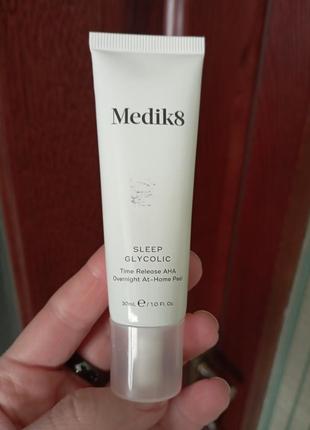 Medik8
SLEEP
GLYCOLIC
Time Release AHA
Overnight At-Home Peel
30mL ℮ / 1.0 Fl. Oz.